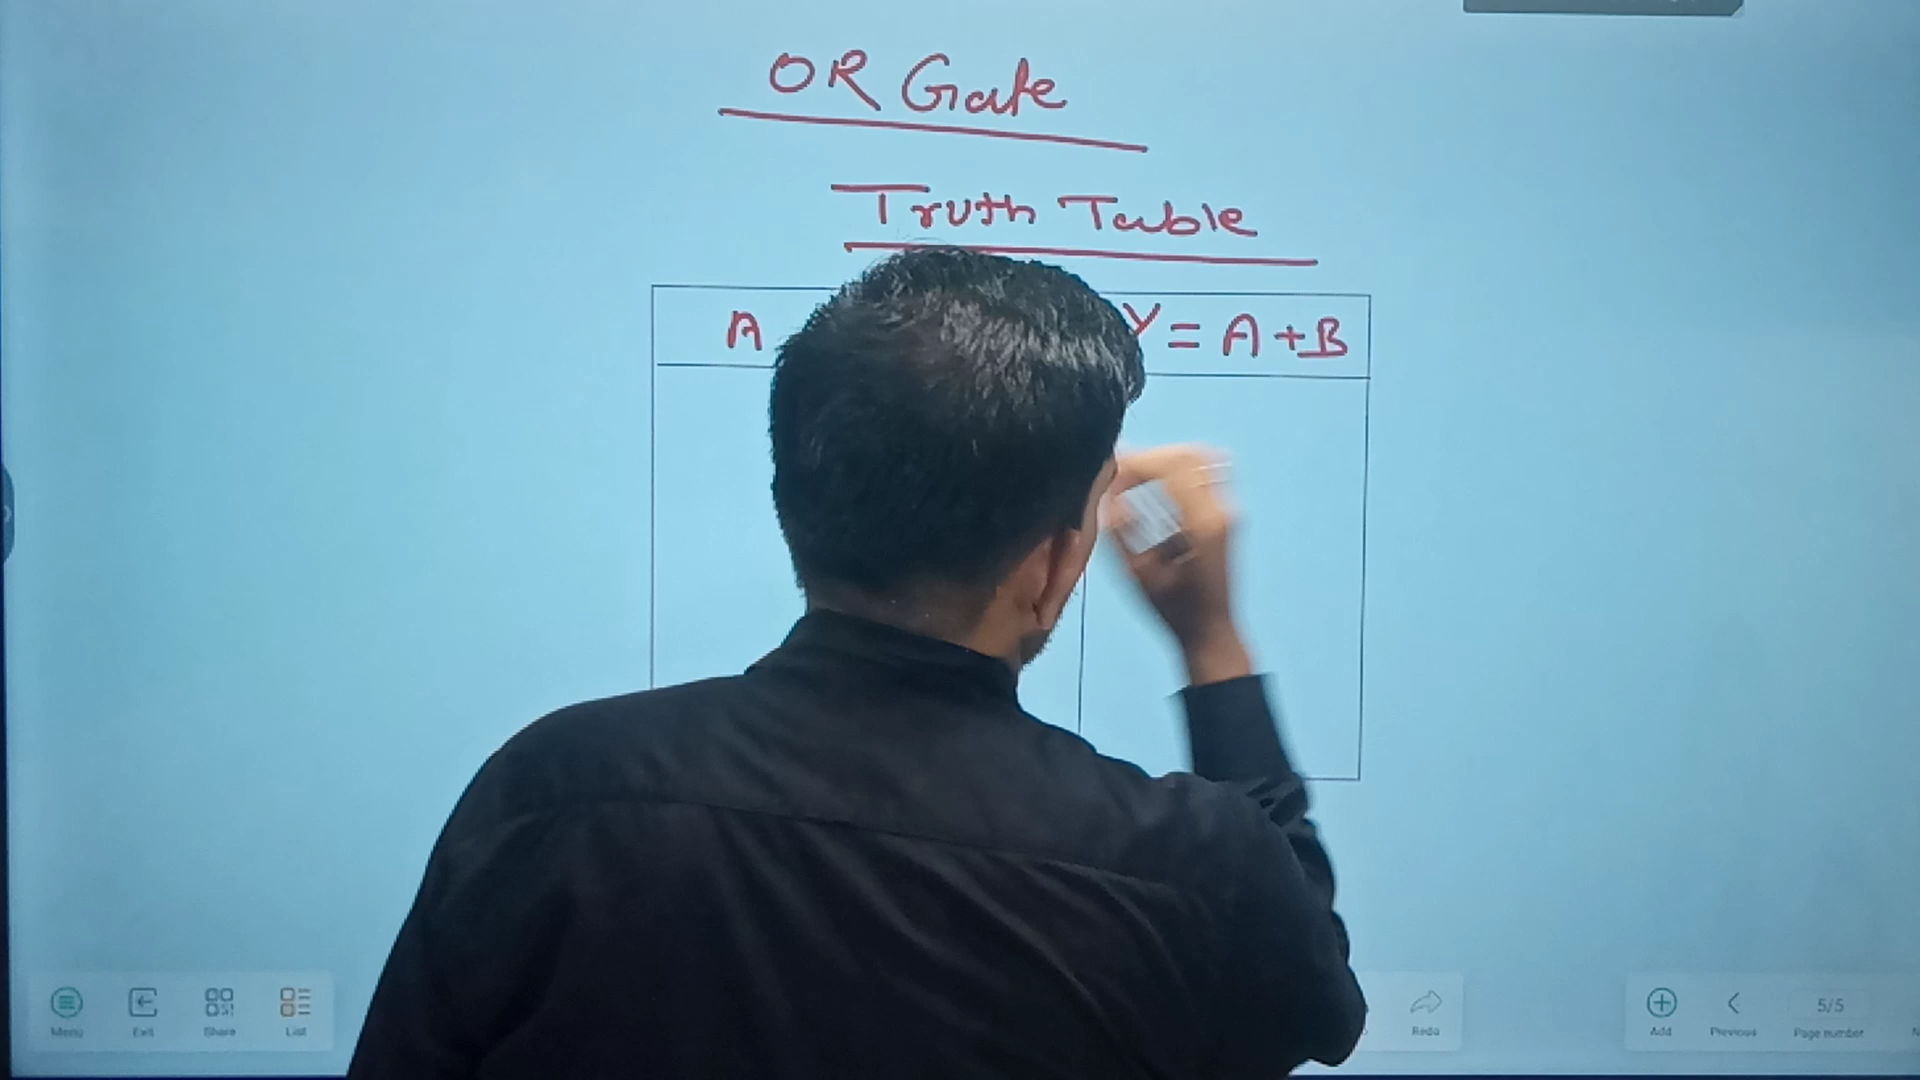 OR Gate
Truth Table
A Y = A + B
Menu Exit Share List Redo Add Previous 5/5 Page number